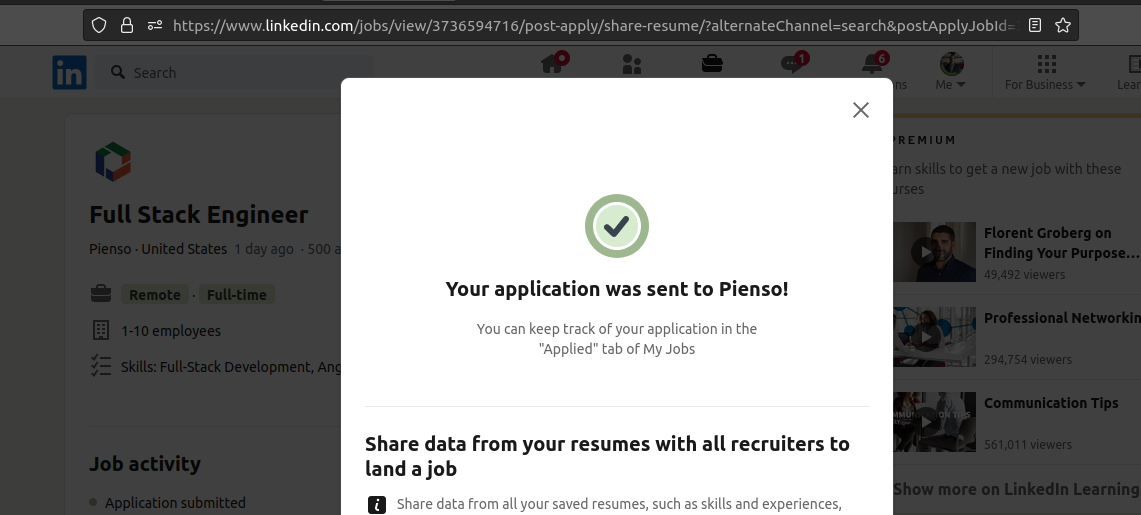 https://www.linkedin.com/jobs/view/3736594716/post-apply/share-resume/?alternateChannel=search&postApplyJobId=
in
Search
1
6
ns
Me
For Business
Lear
Full Stack Engineer
Pienso · United States 1 day ago · 500 a
Remote · Full-time
1-10 employees
Skills: Full-Stack Development, Ang
Job activity
Application submitted
Your application was sent to Pienso!
You can keep track of your application in the
"Applied" tab of My Jobs
Share data from your resumes with all recruiters to
land a job
Share data from all your saved resumes, such as skills and experiences,
PREMIUM
arn skills to get a new job with these
urses
Florent Groberg on
Finding Your Purpose…
49,492 viewers
Professional Networkin
294,754 viewers
Communication Tips
561,011 viewers
Show more on LinkedIn Learning